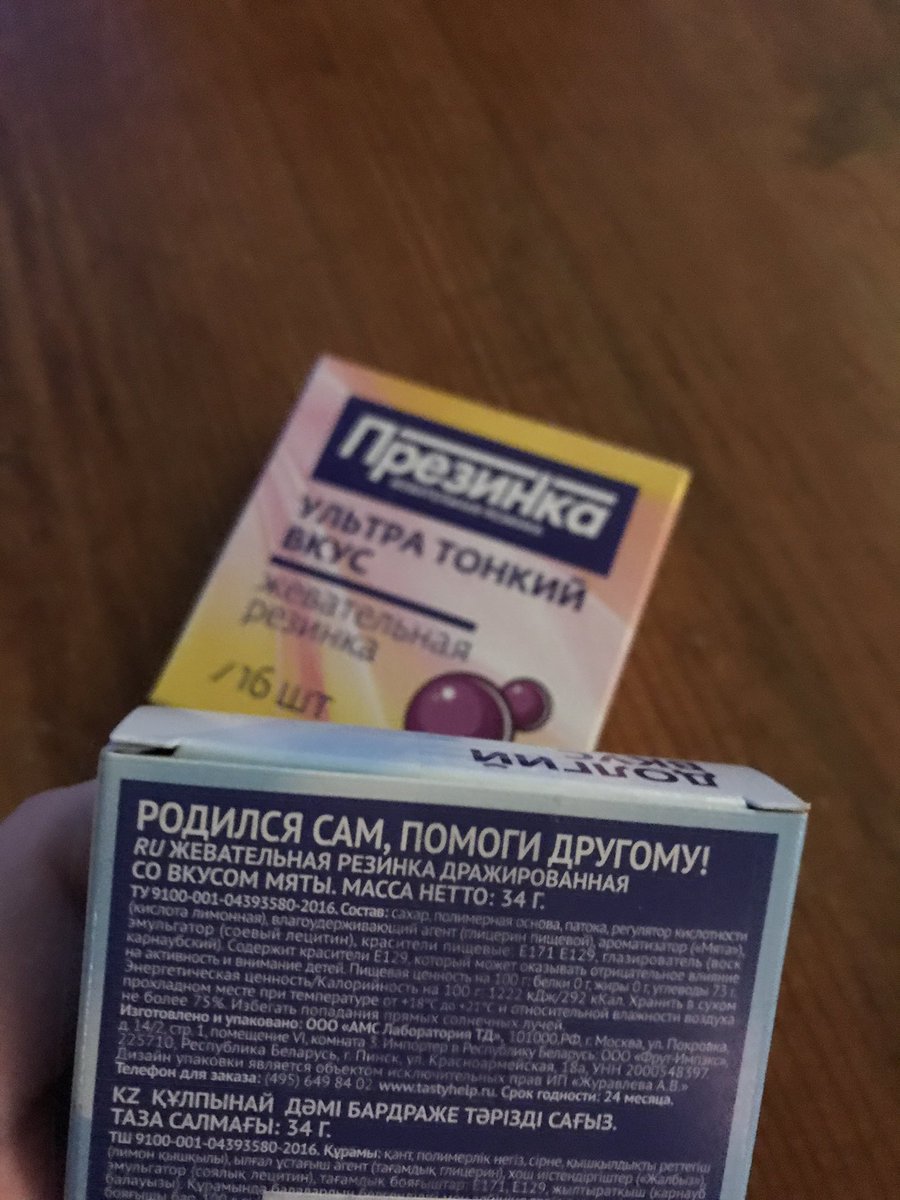 Презинка
УЛЬТРА ТОНКИЙ
ВКУС
жевательная
резинка
/16 шт
ДОЛГИЙ
ВКУС
РОДИЛСЯ САМ, ПОМОГИ ДРУГОМУ!
RU ЖЕВАТЕЛЬНАЯ РЕЗИНКА ДРАЖИРОВАННАЯ
СО ВКУСОМ МЯТЫ. МАССА НЕТТО: 34 Г.
ТУ 9100-001-04393580-2016. Состав: сахар, полимерная основа, патока, регулятор кислотности
(кислота лимонная), влагоудерживающий агент (глицерин пищевой), ароматизатор («Мята»),
эмульгатор (соевый лецитин), красители пищевые E171 E129, глазирователь (воск
карнаубский). Содержит красители E129, который может оказывать отрицательное влияние
на активность и внимание детей. Пищевая ценность на 100 г: белки 0 г, жиры 0 г, углеводы 73 г
Энергетическая ценность/Калорийность на 100 г: 1222 кДж/292 кКал. Хранить в сухом
прохладном месте при температуре от +18°С до +21°С и относительной влажности воздуха
не более 75%. Избегать попадания прямых солнечных лучей.
Изготовлено и упаковано: ООО «АМС Лаборатория ТД», 101000,РФ, г. Москва, ул. Покровка,
д. 14/2, стр. 1, помещение VI, комната 3. Импортер в Республику Беларусь: ООО «Фрут-Импэкс»,
225710, Республика Беларусь, г. Пинск, ул. Красноармейская, 18а, УНН 2000548397
Дизайн упаковки является объектом исключительных прав ИП «Журавлева А.В.»
Телефон для заказа: (495) 649 84 02 www.tastyhelp.ru. Срок годности: 24 месяца.
KZ ҚҰЛПЫНАЙ ДӘМІ БАРДРАЖЕ ТӘРІЗДІ САҒЫЗ.
ТАЗА САЛМАҒЫ: 34 Г.
ТШ 9100-001-04393580-2016. Құрамы: қант, полимерлік негіз, сірне, қышқылдықты реттегіш
(лимон қышқылы), ылғал ұстағыш агент (тағамдық глицерин), хош иістендіргіштер («Жалбыз»),
эмульгатор (соялық лецитин), тағамдық бояғыштар: E171, E129, жылтыратқыш (карнауб
балауызы). Құрамында